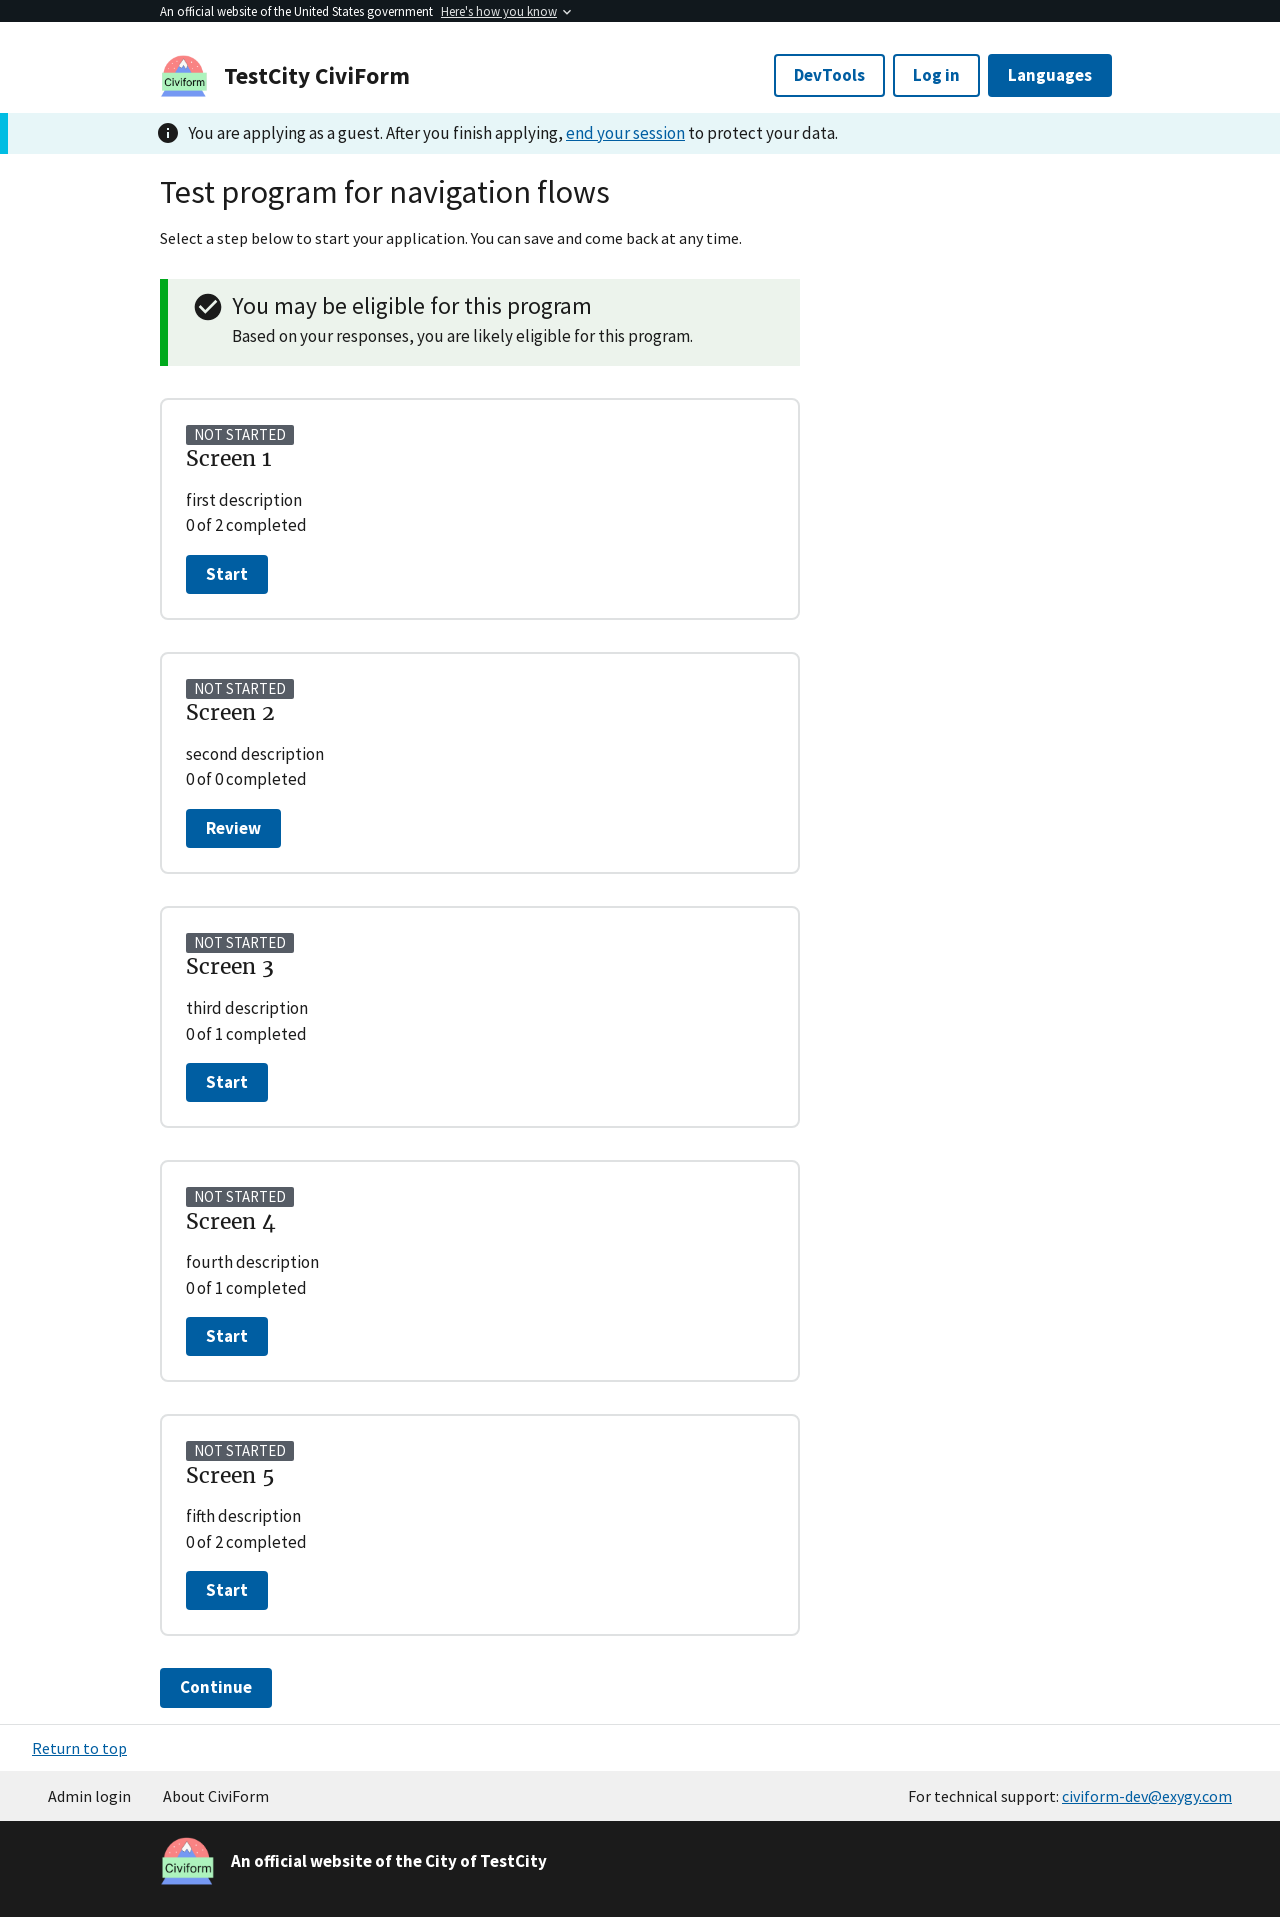 An official website of the United States government Here's how you know
Civiform
TestCity CiviForm
DevTools
Log in
Languages
You are applying as a guest. After you finish applying, end your session to protect your data.
Test program for navigation flows
Select a step below to start your application. You can save and come back at any time.
You may be eligible for this program
Based on your responses, you are likely eligible for this program.
NOT STARTED
Screen 1
first description
0 of 2 completed
Start
NOT STARTED
Screen 2
second description
0 of 0 completed
Review
NOT STARTED
Screen 3
third description
0 of 1 completed
Start
NOT STARTED
Screen 4
fourth description
0 of 1 completed
Start
NOT STARTED
Screen 5
fifth description
0 of 2 completed
Start
Continue
Return to top
Admin login
About CiviForm
For technical support: civiform-dev@exygy.com
Civiform
An official website of the City of TestCity